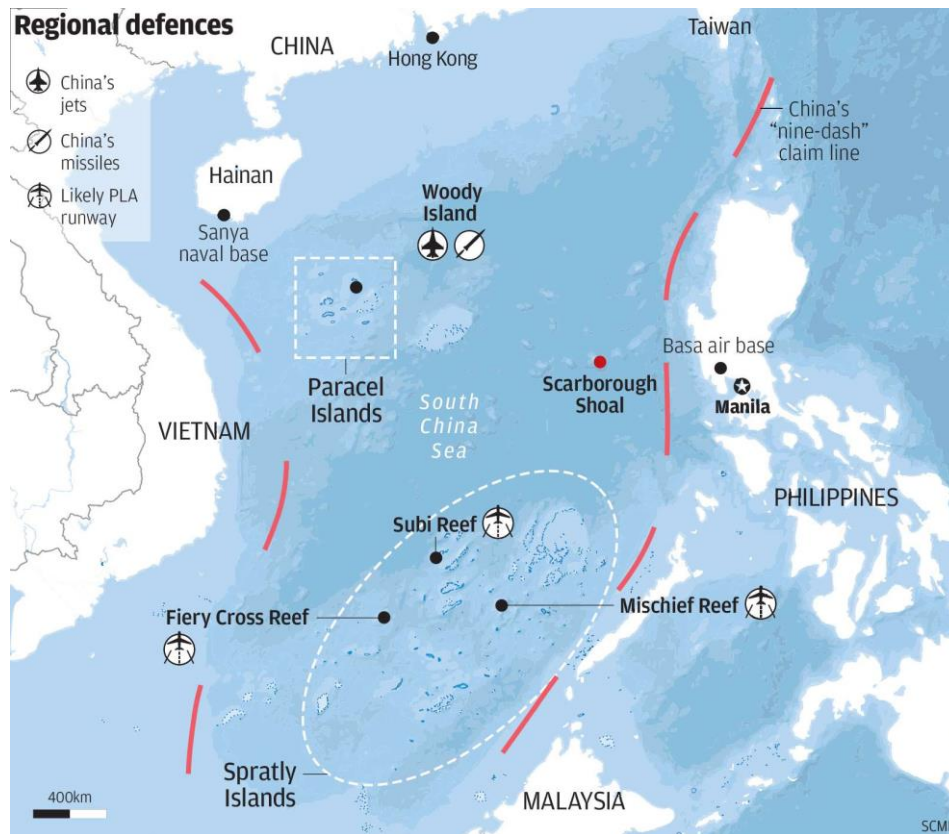 Regional defences
China's
jets
China's
missiles
Likely PLA
runway
CHINA
Hong Kong
Taiwan
China's
"nine-dash"
claim line
Hainan
Sanya
naval base
Woody
Island
Paracel
Islands
Scarborough
Shoal
Basa air base
Manila
South
China
Sea
VIETNAM
PHILIPPINES
Subi Reef
Fiery Cross Reef
Mischief Reef
Spratly
Islands
MALAYSIA
400km
SCM